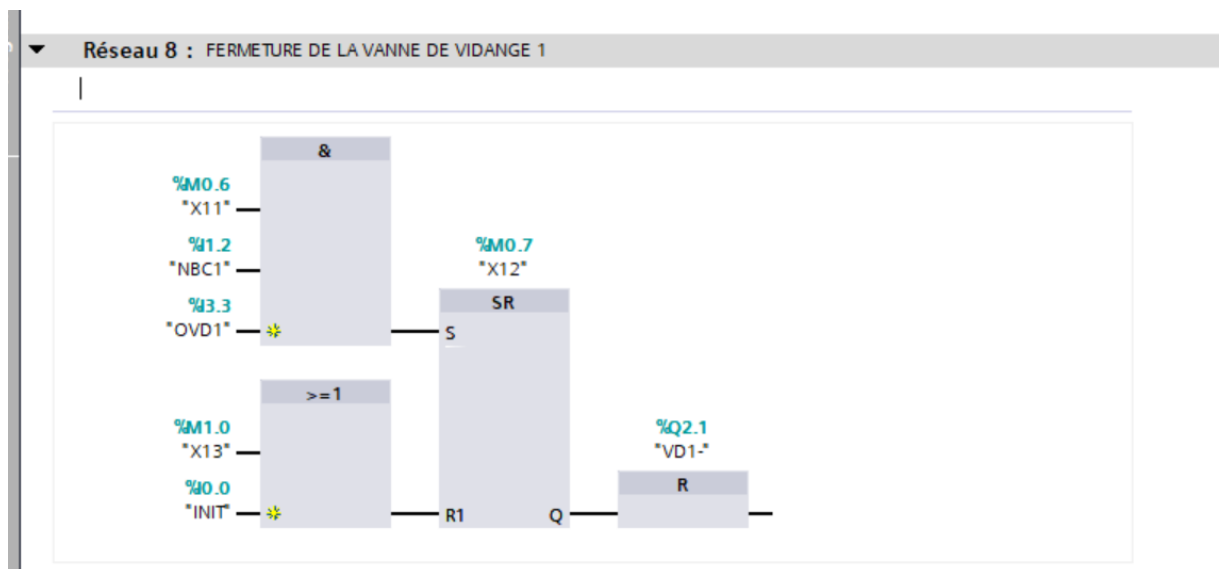 Réseau 8 : FERMETURE DE LA VANNE DE VIDANGE 1
&
%M0.6
"X11"
%I1.2
"NBC1"
%I3.3
"OVD1"
%M0.7
"X12"
SR
S
>=1
%M1.0
"X13"
%I0.0
"INIT"
R1
Q
%Q2.1
"VD1-"
R